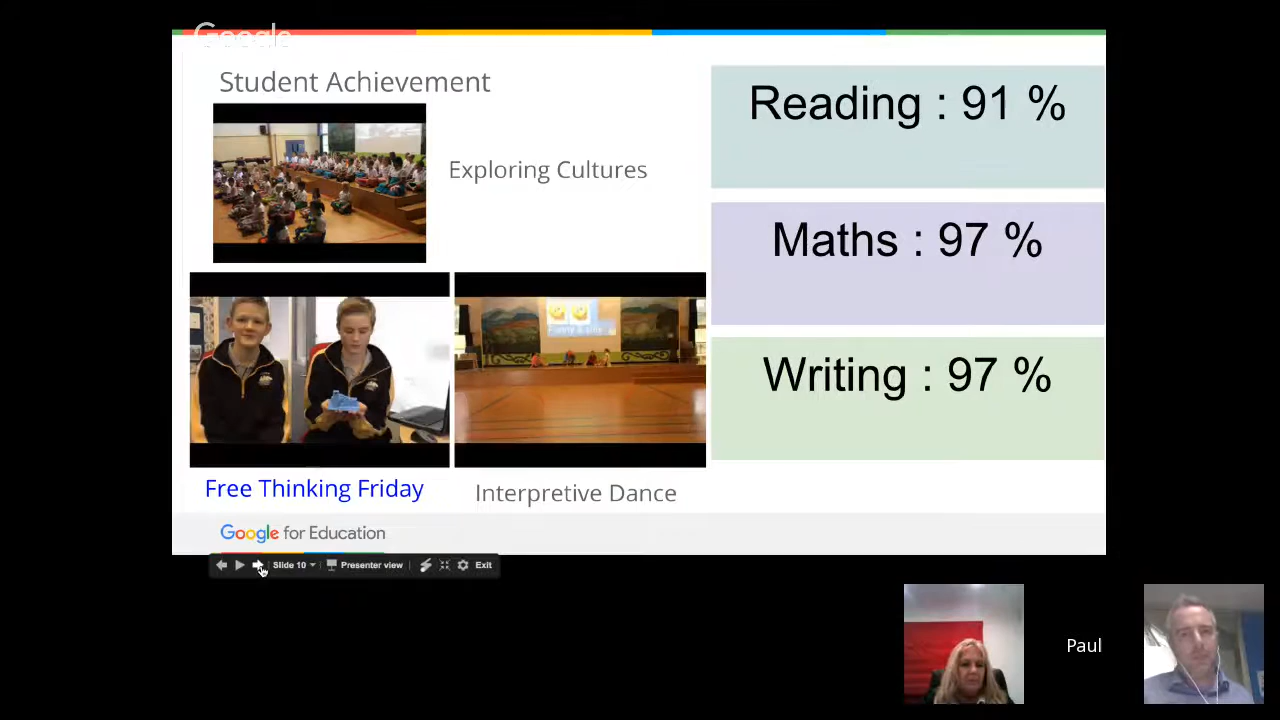 Google
Student Achievement
Exploring Cultures
Reading : 91 %
Maths : 97 %
Writing : 97 %
Free Thinking Friday
Interpretive Dance
Google for Education
Slide 10
Presenter view
Exit
Paul